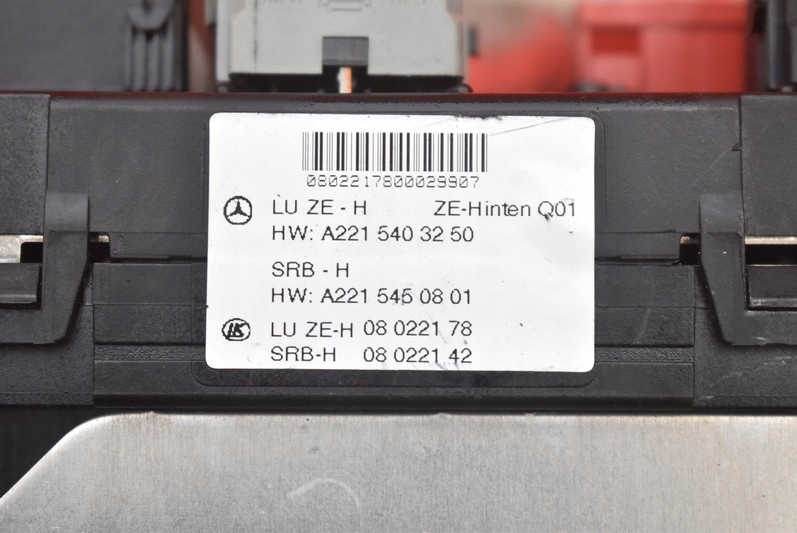 0802217800029907
LU ZE - H ZE-Hinten Q01
HW: A221 540 32 50
SRB - H
HW: A221 545 08 01
LK LU ZE-H 08 0221 78
SRB-H 08 0221 42